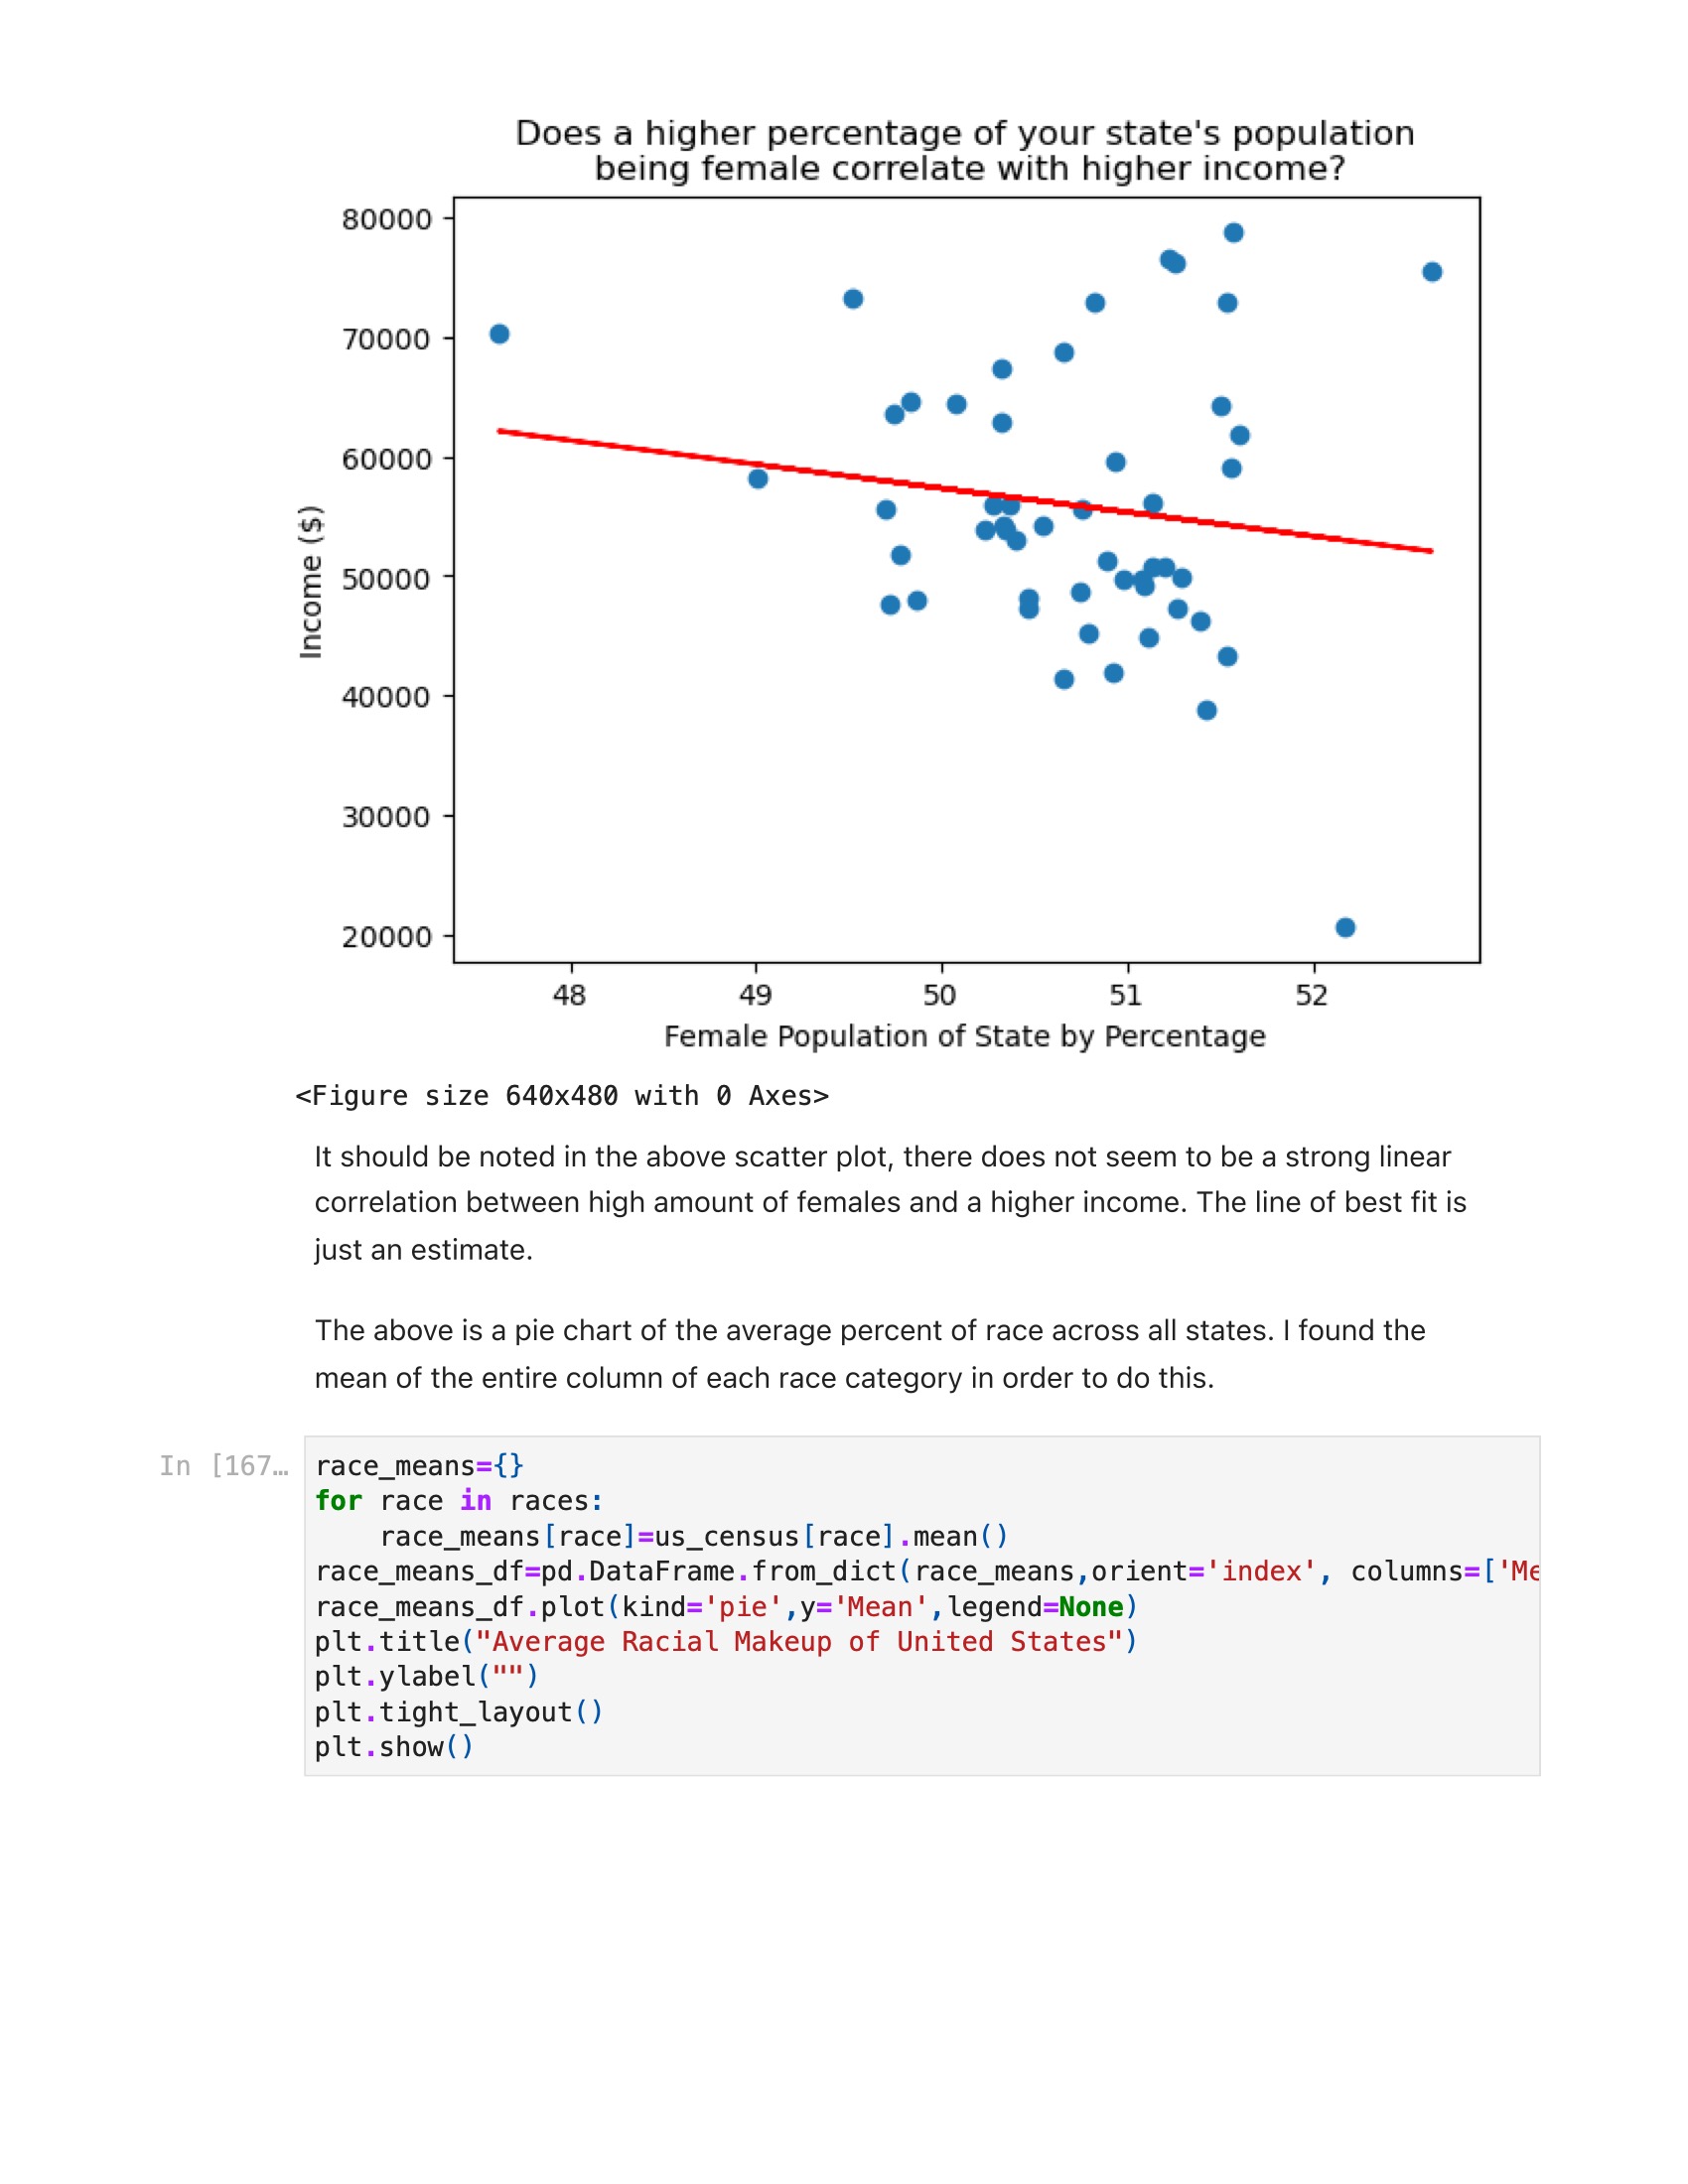 Does a higher percentage of your state's population
being female correlate with higher income?
80000
70000
60000
50000
40000
30000
20000
Income ($)
48 49 50 51 52
Female Population of State by Percentage
<Figure size 640x480 with 0 Axes>
It should be noted in the above scatter plot, there does not seem to be a strong linear
correlation between high amount of females and a higher income. The line of best fit is
just an estimate.
The above is a pie chart of the average percent of race across all states. I found the
mean of the entire column of each race category in order to do this.
In [167…
race_means={}
for race in races:
    race_means[race]=us_census[race].mean()
race_means_df=pd.DataFrame.from_dict(race_means,orient='index', columns=['Me
race_means_df.plot(kind='pie',y='Mean',legend=None)
plt.title("Average Racial Makeup of United States")
plt.ylabel("")
plt.tight_layout()
plt.show()